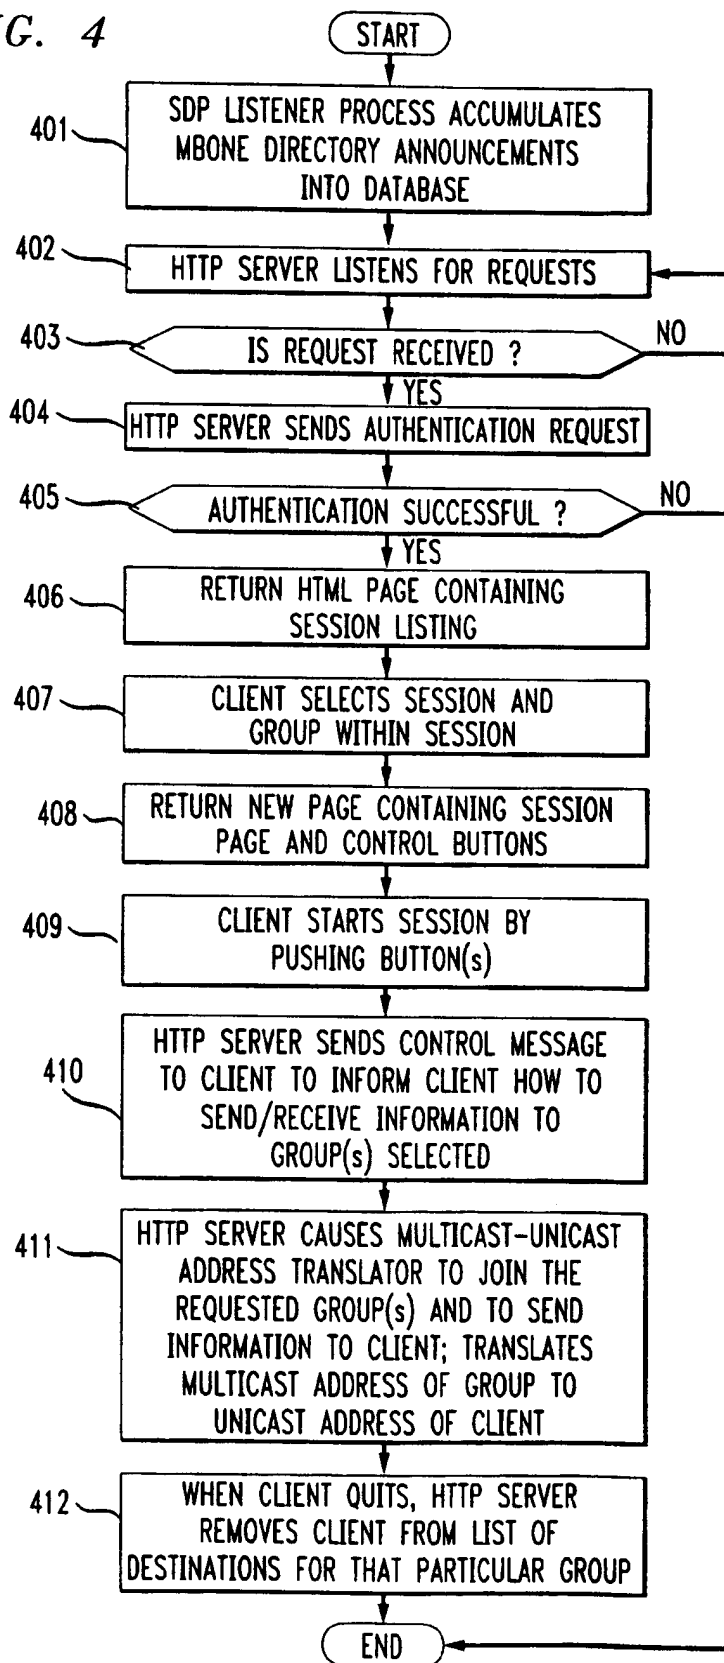 FIG. 4
START
401
SDP LISTENER PROCESS ACCUMULATES
MBONE DIRECTORY ANNOUNCEMENTS
INTO DATABASE
402
HTTP SERVER LISTENS FOR REQUESTS
403
IS REQUEST RECEIVED ?
NO
YES
404
HTTP SERVER SENDS AUTHENTICATION REQUEST
405
AUTHENTICATION SUCCESSFUL ?
NO
YES
406
RETURN HTML PAGE CONTAINING
SESSION LISTING
407
CLIENT SELECTS SESSION AND
GROUP WITHIN SESSION
408
RETURN NEW PAGE CONTAINING SESSION
PAGE AND CONTROL BUTTONS
409
CLIENT STARTS SESSION BY
PUSHING BUTTON(s)
410
HTTP SERVER SENDS CONTROL MESSAGE
TO CLIENT TO INFORM CLIENT HOW TO
SEND/RECEIVE INFORMATION TO
GROUP(s) SELECTED
411
HTTP SERVER CAUSES MULTICAST-UNICAST
ADDRESS TRANSLATOR TO JOIN THE
REQUESTED GROUP(s) AND TO SEND
INFORMATION TO CLIENT; TRANSLATES
MULTICAST ADDRESS OF GROUP TO
UNICAST ADDRESS OF CLIENT
412
WHEN CLIENT QUITS, HTTP SERVER
REMOVES CLIENT FROM LIST OF
DESTINATIONS FOR THAT PARTICULAR GROUP
END